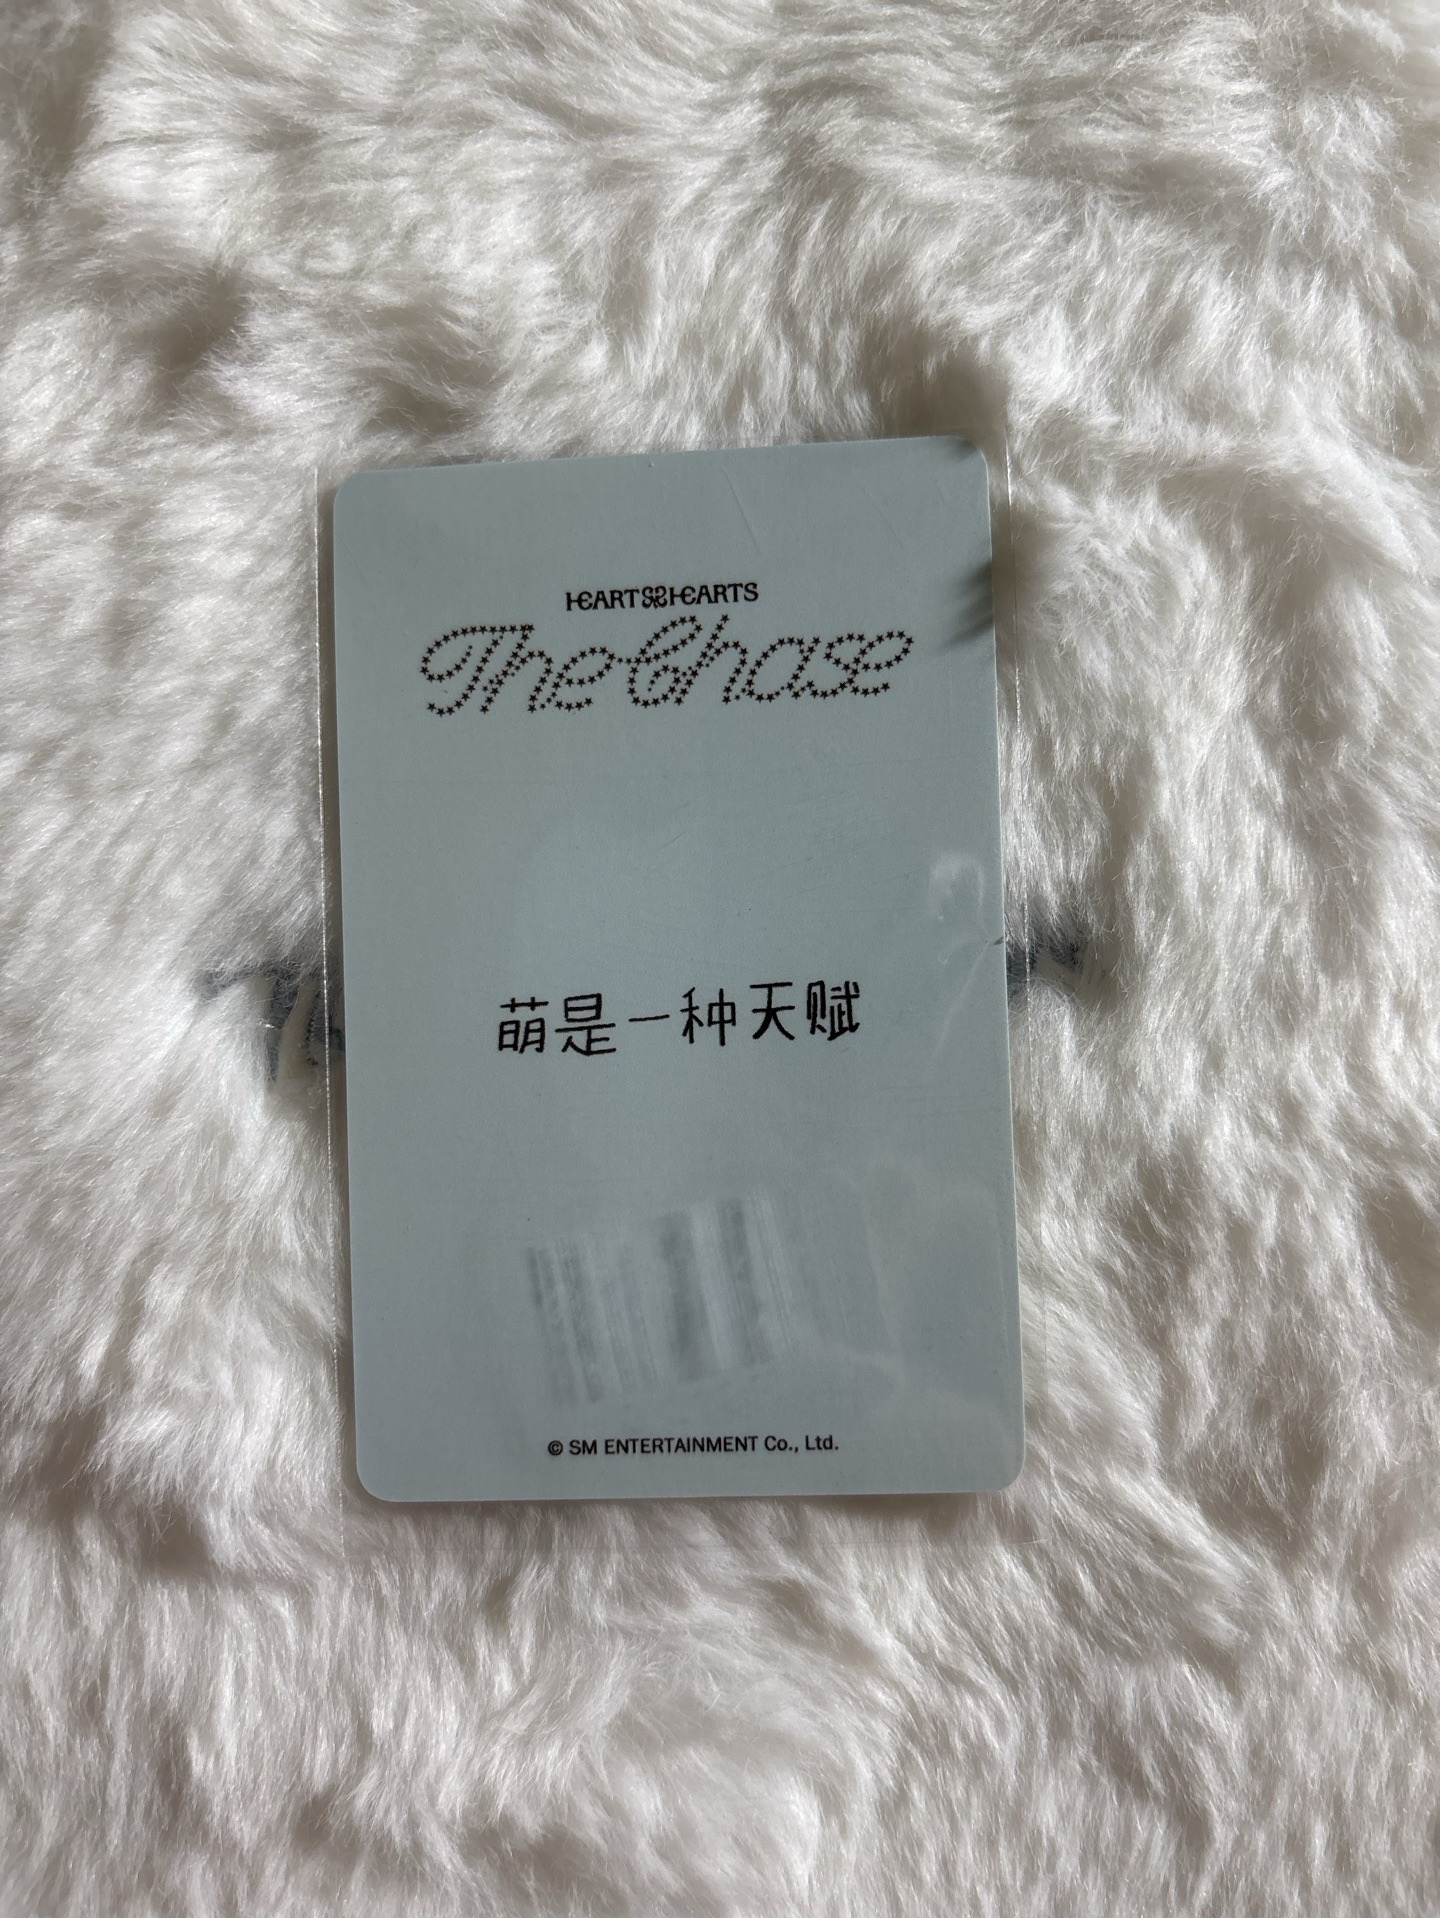 HEARTS2HEARTS
The Chase
萌是一种天赋
© SM ENTERTAINMENT Co., Ltd.